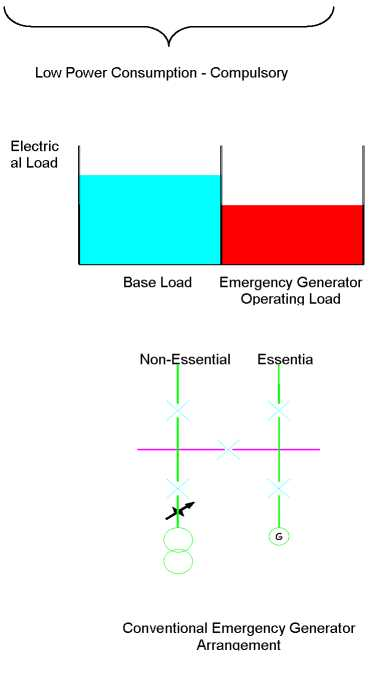 Low Power Consumption - Compulsory
Electric
al Load
Base Load
Emergency Generator
Operating Load
Non-Essential
Essentia
G
Conventional Emergency Generator
Arrangement